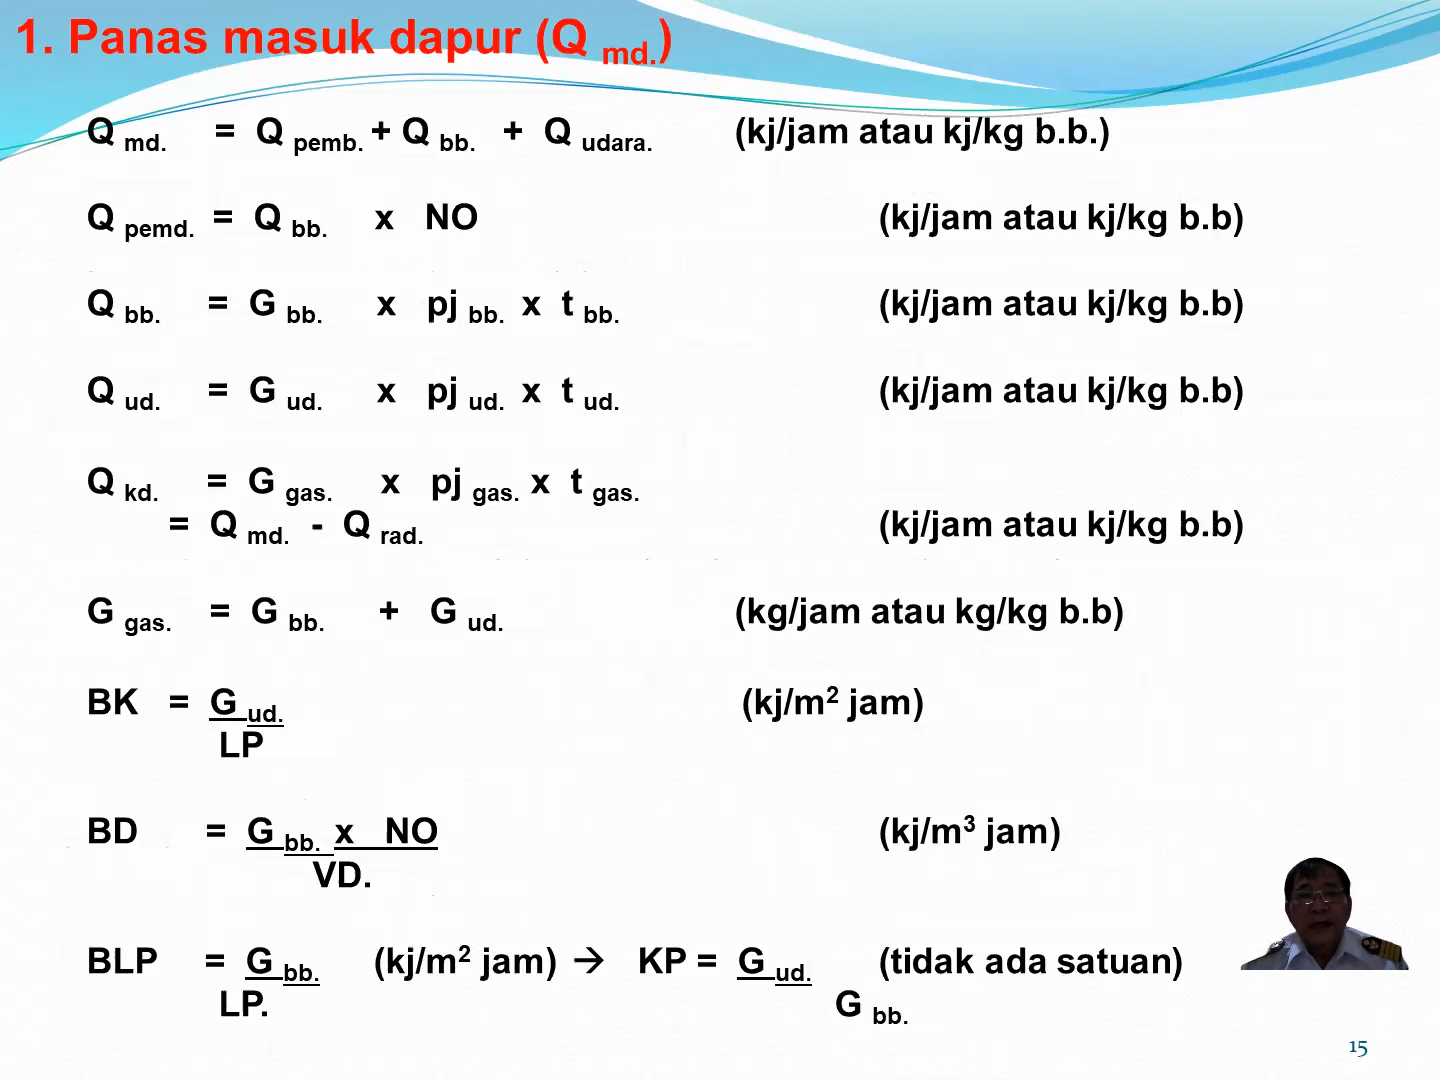 1. Panas masuk dapur (Q md.)
Q md. = Q pemb. + Q bb. + Q udara. (kj/jam atau kj/kg b.b.)
Q pemd. = Q bb. x NO (kj/jam atau kj/kg b.b)
Q bb. = G bb. x pj bb. x t bb. (kj/jam atau kj/kg b.b)
Q ud. = G ud. x pj ud. x t ud. (kj/jam atau kj/kg b.b)
Q kd. = G gas. x pj gas. x t gas.
= Q md. - Q rad. (kj/jam atau kj/kg b.b)
G gas. = G bb. + G ud. (kg/jam atau kg/kg b.b)
BK = G ud. (kj/m² jam)
LP
BD = G bb. x NO (kj/m³ jam)
VD.
BLP = G bb. (kj/m² jam) → KP = G ud. (tidak ada satuan)
LP. G bb.
15